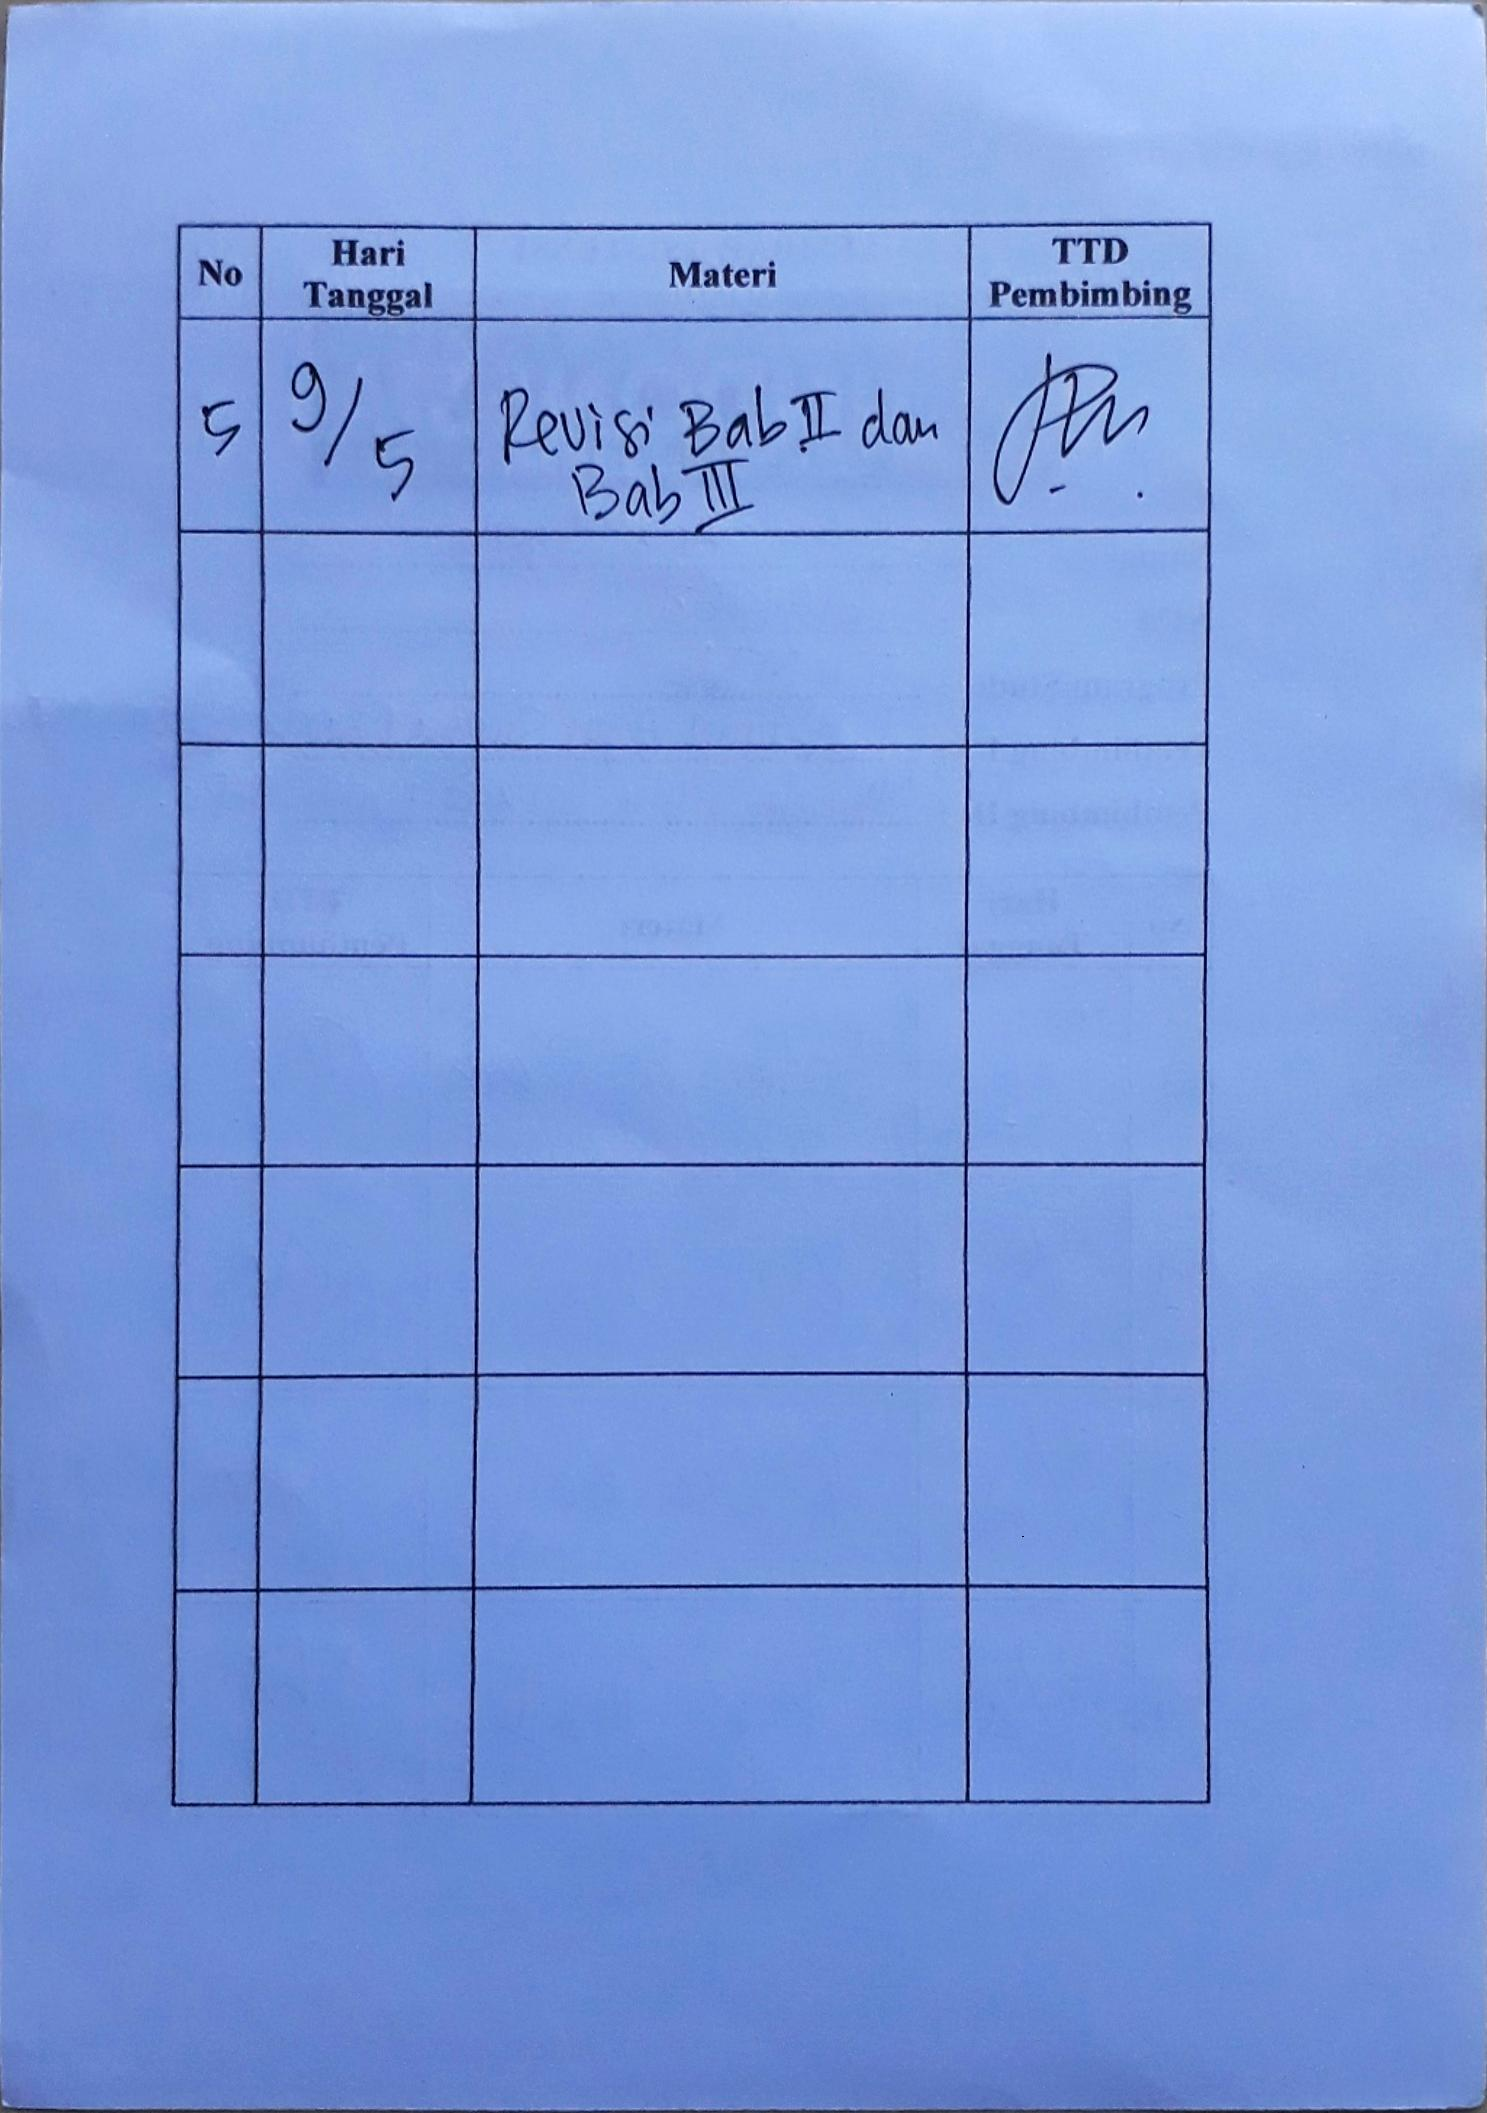 No
Hari
Tanggal
Materi
TTD
Pembimbing
5
9/5
Revisi Bab II dan
Bab III